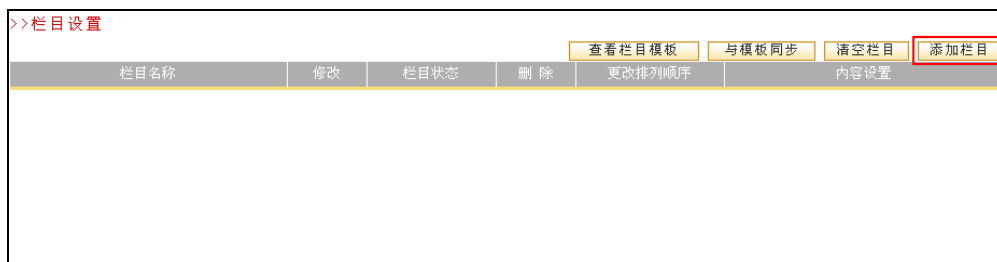 >>栏目设置
查看栏目模板 与模板同步 清空栏目 添加栏目
栏目名称 修改 栏目状态 删 除 更改排列顺序 内容设置